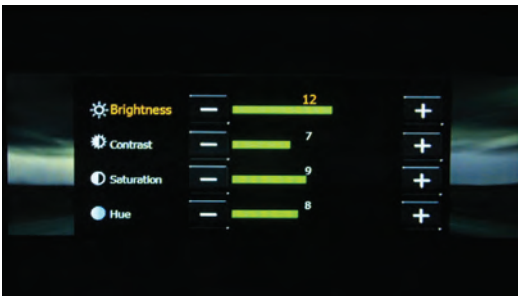 Brightness − 12 +
Contrast − 7 +
Saturation − 9 +
Hue − 8 +